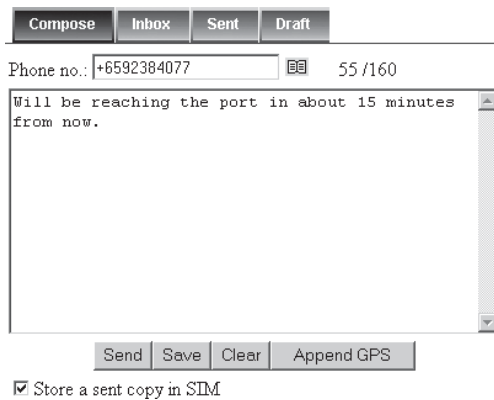 Compose Inbox Sent Draft
Phone no.: +6592384077 55 /160
Will be reaching the port in about 15 minutes
from now.
Send Save Clear Append GPS
Store a sent copy in SIM